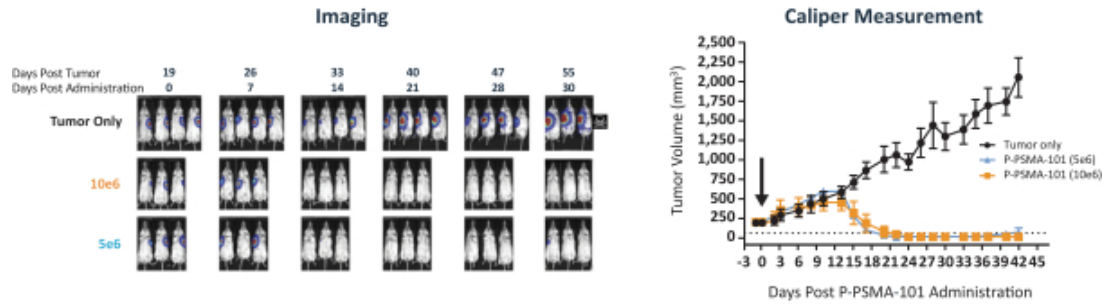 Imaging
Days Post Tumor 19 26 33 40 47 55
Days Post Administration 0 7 14 21 28 30
Tumor Only
10e6
5e6
Caliper Measurement
Tumor Volume (mm³)
2,500
2,250
2,000
1,750
1,500
1,250
1,000
750
500
250
0
Tumor only
P-PSMA-101 (5e6)
P-PSMA-101 (10e6)
-3 0 3 6 9 12 15 18 21 24 27 30 33 36 39 42 45
Days Post P-PSMA-101 Administration